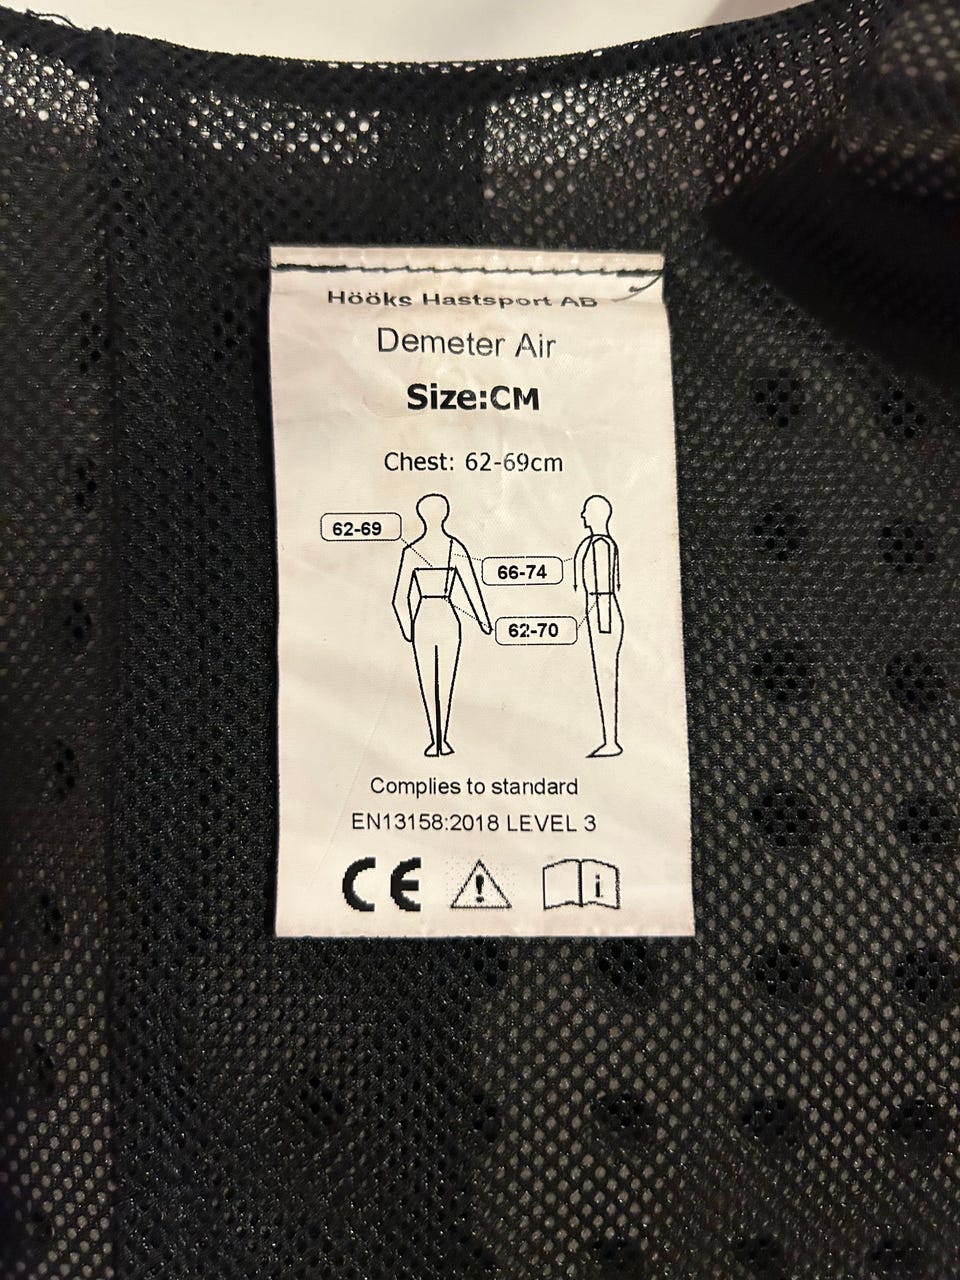 Hööks Hastsport AB
Demeter Air
Size:CM
Chest: 62-69cm
62-69
66-74
62-70
Complies to standard
EN13158:2018 LEVEL 3
CE
i